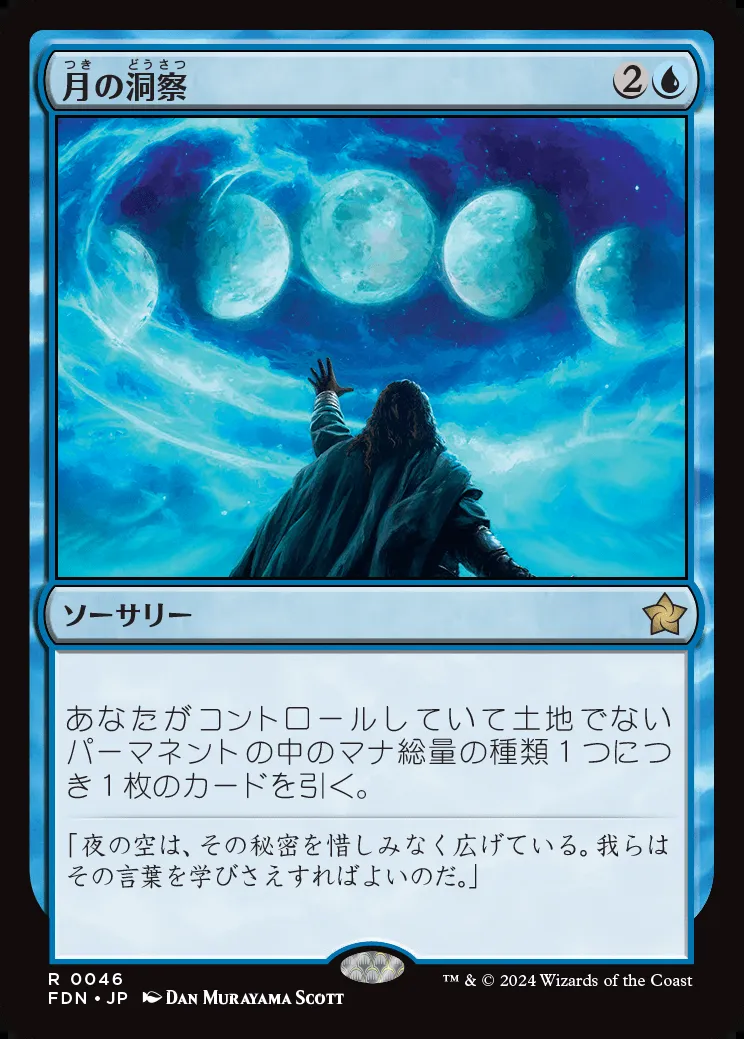 つき どうさつ
月の洞察 2
ソーサリー
あなたがコントロールしていて土地でない
パーマネントの中のマナ総量の種類1つにつ
き1枚のカードを引く。
「夜の空は、その秘密を惜しみなく広げている。我らは
その言葉を学びさえすればよいのだ。」
R 0046
FDN • JP Dan Murayama Scott
™ & © 2024 Wizards of the Coast